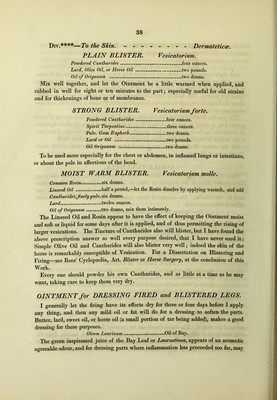 38
Div.****—To the Skin. - - - - - - - - Dermateticæ.
PLAIN BLISTER. Vesicatorium.
Powdered Cantharides ..............................four ounces.
Lard, Olive Oil, or Horse Oil ........................two pounds.
Oil of Origanum ..............................two drams.
Mix well together, and let the Ointment be a little warmed when applied, and
rubbed in well for eight or ten minutes to the part; especially useful for old strains
and for thickenings of bone or of membranes.
STRONG BLISTER. Vesicatorium forte.
Powdered Cantharides ..................four ounces.
Spirit Turpentine ........................three ounces.
Pulv. Gum Euphorb.....................two drams.
Lard or Oil ..............................two pounds.
Oil Origanum ..........................two drams.
To be used more especially for the chest or abdomen, in inflamed lungs or intestines,
or about the pole in affections of the head.
MOIST WARM BLISTER. Vesicatorium molle.
Common Rosin............six drams.
Linseed Oil ...............half a pound,—let the Rosin dissolve by applying warmth, and add
Cantharides, finely pulv. six drams.
Lard........................twelve ounces.
Oil of Origanum ............two drams, mix them intimately.
The Linseed Oil and Rosin appear to have the effect of keeping the Ointment moist
and soft or liquid for some days after it is applied, and of thus permitting the rising of
larger vesications. The Tincture of Cantharides also will blister, but I have found the
above prescription answer so well every purpose desired, that I have never used it:
Simple Olive Oil and Cantharides will also blister very well; indeed the skin of the
horse is remarkably susceptible of Vesication. For a Dissertation on Blistering and
Firing—see Rees' Cyclopedia, Art. Blister or Horse Surgery, at the conclusion of this
Work.
Every one should powder his own Cantharides, and as little at a time as he may
want, taking care to keep them very dry.
OINTMENT for DRESSING FIRED and BLISTERED LEGS.
I generally let the firing have its effects dry for three or four days before I apply
any thing, and then any mild oil or fat will do for a dressing to soften the parts.
Butter, lard, sweet oil, or horse oil (a small portion of tar being added), makes a good
dressing for these purposes.
Oleum Laurinum ..........................Oil of Bay.
The green inspissated juice of the Bay Leaf or Laurustinus, appears of an aromatic
agreeable odour, and for dressing parts where inflammation has proceeded too far, may